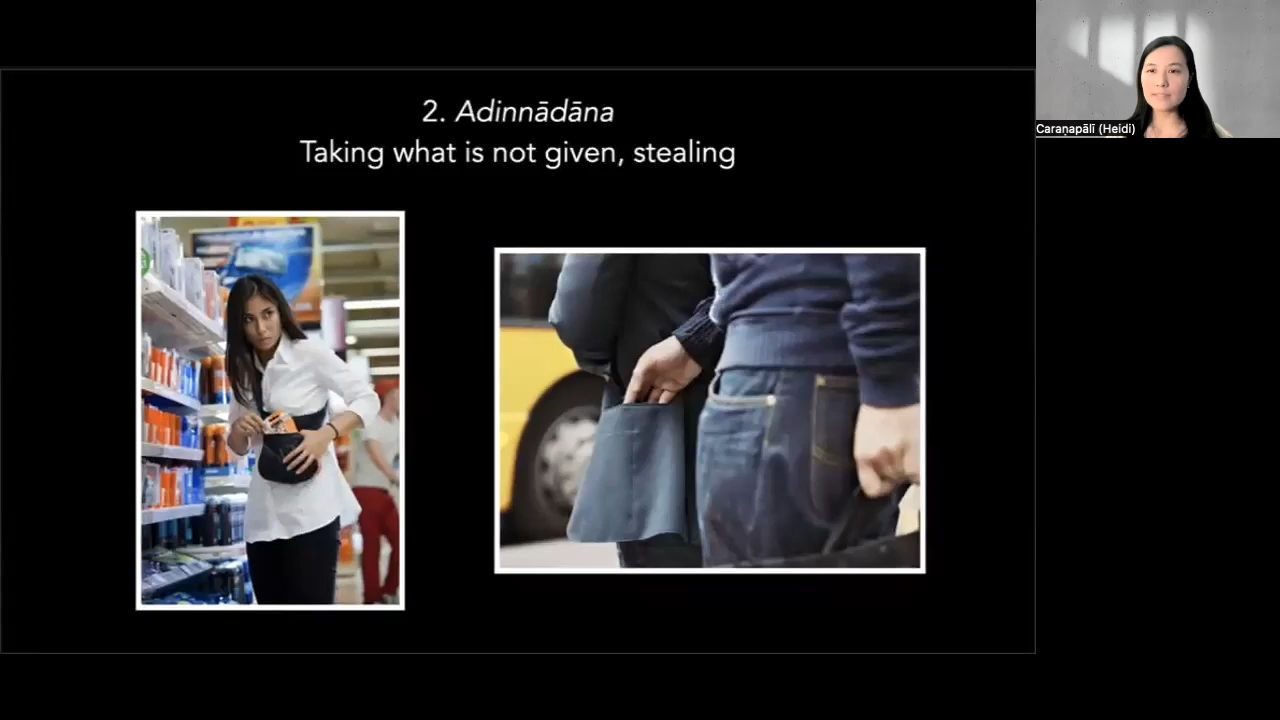 2. Adinnādāna
Taking what is not given, stealing
Caraṇapālī (Heidi)